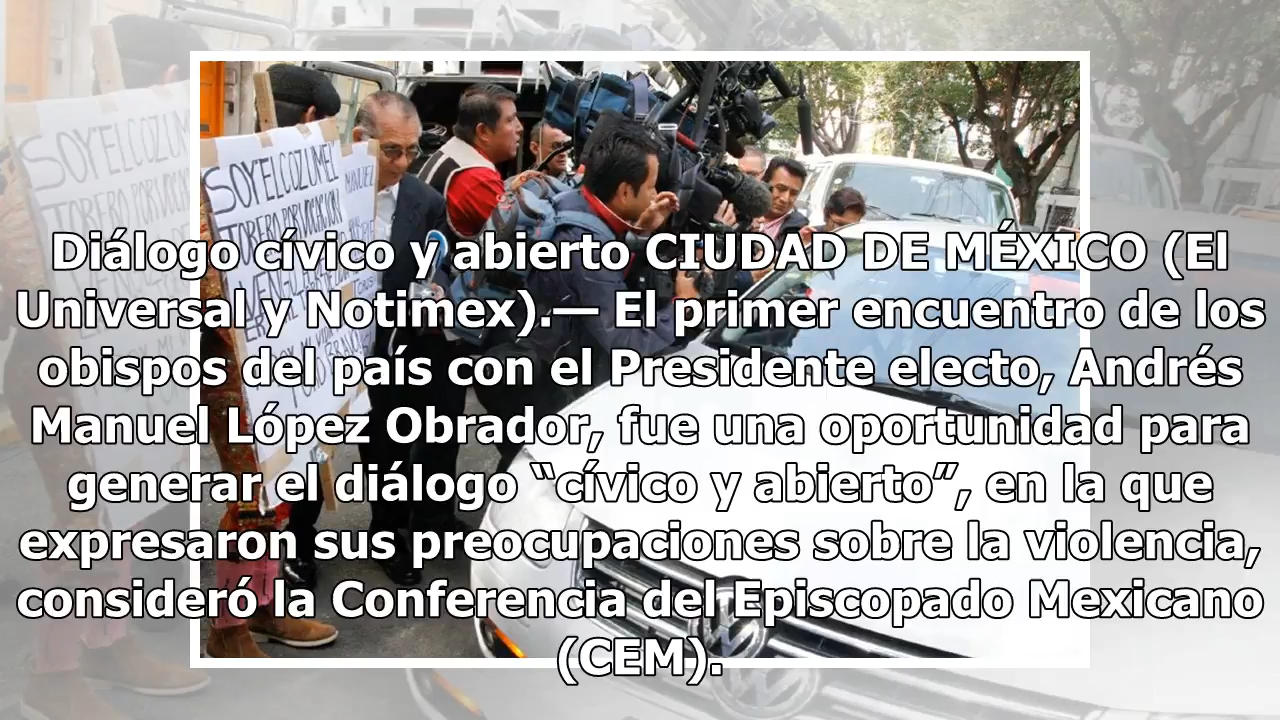 Diálogo cívico y abierto CIUDAD DE MÉXICO (El
Universal y Notimex).— El primer encuentro de los
obispos del país con el Presidente electo, Andrés
Manuel López Obrador, fue una oportunidad para
generar el diálogo “cívico y abierto”, en la que
expresaron sus preocupaciones sobre la violencia,
consideró la Conferencia del Episcopado Mexicano
(CEM).
SOY EL COZUMEL
TORERO POR VOCACION